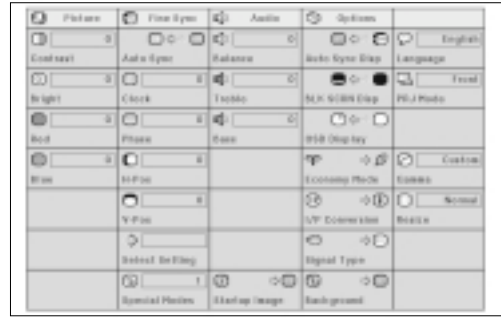 Picture Fine Sync Audio Options
0 0 English
Contrast Auto Sync Balance Auto Sync Disp Language
0 0 0 Front
Bright Clock Treble BLK SCRN Disp PRJ Mode
0 0 0
Red Phase Bass OSD Display
0 0 Custom
Blue H-Pos Economy Mode Gamma
0 Normal
V-Pos I/P Conversion Resize
Select Setting Signal Type
1
Special Modes Startup Image Background